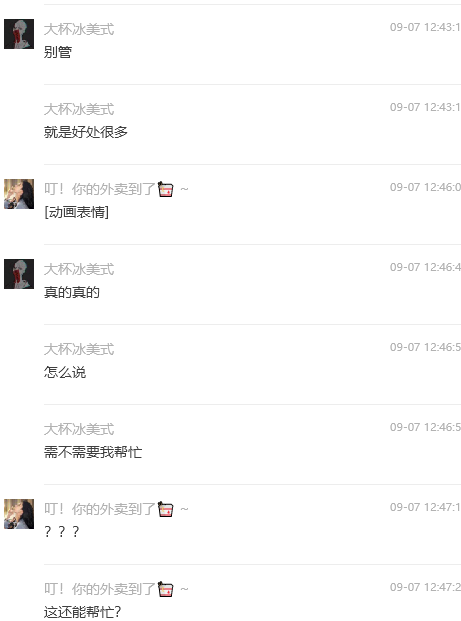 大杯冰美式 09-07 12:43:1
别管
大杯冰美式 09-07 12:43:1
就是好处很多
叮！你的外卖到了 ~ 09-07 12:46:0
[动画表情]
大杯冰美式 09-07 12:46:4
真的真的
大杯冰美式 09-07 12:46:5
怎么说
大杯冰美式 09-07 12:46:5
需不需要我帮忙
叮！你的外卖到了 ~ 09-07 12:47:1
？？？
叮！你的外卖到了 ~ 09-07 12:47:2
这还能帮忙？